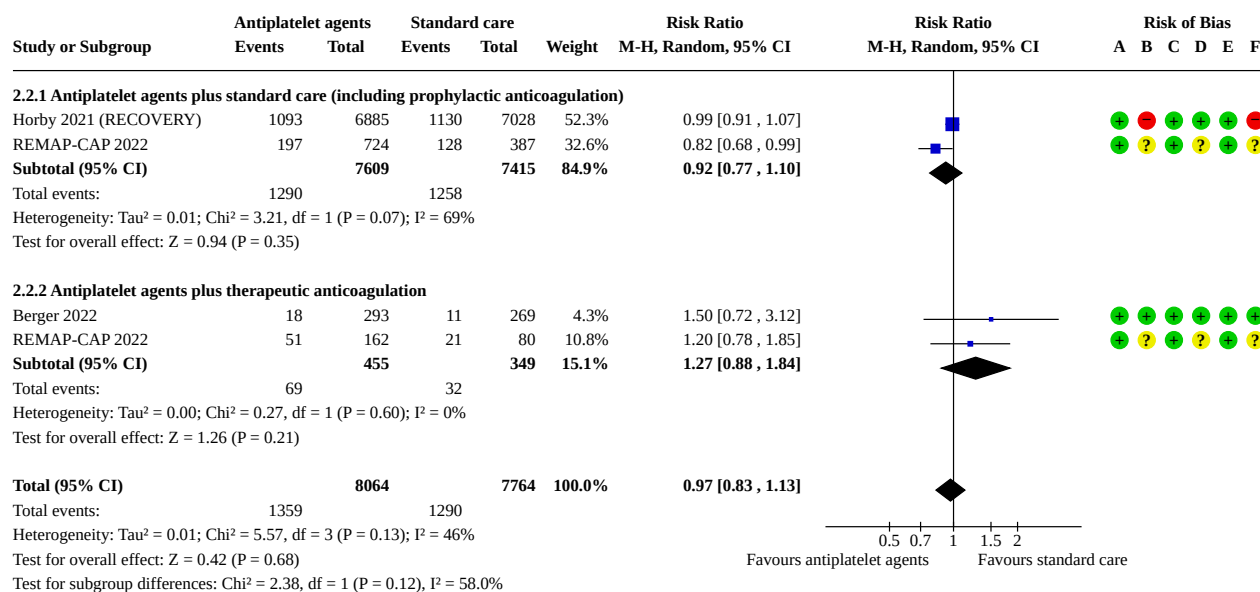 Antiplatelet agents Standard care Risk Ratio Risk Ratio Risk of Bias
Study or Subgroup Events Total Events Total Weight M-H, Random, 95% CI M-H, Random, 95% CI A B C D E F
2.2.1 Antiplatelet agents plus standard care (including prophylactic anticoagulation)
Horby 2021 (RECOVERY) 1093 6885 1130 7028 52.3% 0.99 [0.91 , 1.07] + − + + + −
REMAP-CAP 2022 197 724 128 387 32.6% 0.82 [0.68 , 0.99] + ? + ? + ?
Subtotal (95% CI) 7609 7415 84.9% 0.92 [0.77 , 1.10]
Total events: 1290 1258
Heterogeneity: Tau² = 0.01; Chi² = 3.21, df = 1 (P = 0.07); I² = 69%
Test for overall effect: Z = 0.94 (P = 0.35)
2.2.2 Antiplatelet agents plus therapeutic anticoagulation
Berger 2022 18 293 11 269 4.3% 1.50 [0.72 , 3.12] + + + + + +
REMAP-CAP 2022 51 162 21 80 10.8% 1.20 [0.78 , 1.85] + ? + ? + ?
Subtotal (95% CI) 455 349 15.1% 1.27 [0.88 , 1.84]
Total events: 69 32
Heterogeneity: Tau² = 0.00; Chi² = 0.27, df = 1 (P = 0.60); I² = 0%
Test for overall effect: Z = 1.26 (P = 0.21)
Total (95% CI) 8064 7764 100.0% 0.97 [0.83 , 1.13]
Total events: 1359 1290
Heterogeneity: Tau² = 0.01; Chi² = 5.57, df = 3 (P = 0.13); I² = 46%
0.5 0.7 1 1.5 2
Test for overall effect: Z = 0.42 (P = 0.68) Favours antiplatelet agents Favours standard care
Test for subgroup differences: Chi² = 2.38, df = 1 (P = 0.12), I² = 58.0%